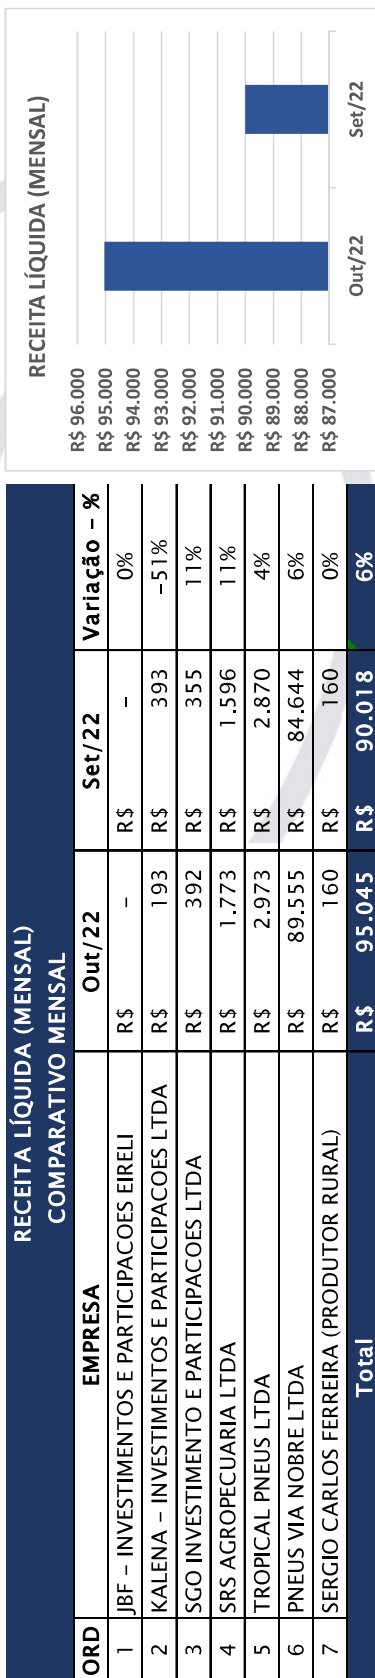 RECEITA LÍQUIDA (MENSAL)
COMPARATIVO MENSAL
ORD EMPRESA Out/22 Set/22 Variação – %
1 JBF – INVESTIMENTOS E PARTICIPACOES EIRELI R$ – R$ – 0%
2 KALENA – INVESTIMENTOS E PARTICIPACOES LTDA R$ 193 R$ 393 –51%
3 SGO INVESTIMENTO E PARTICIPACOES LTDA R$ 392 R$ 355 11%
4 SRS AGROPECUARIA LTDA R$ 1.773 R$ 1.596 11%
5 TROPICAL PNEUS LTDA R$ 2.973 R$ 2.870 4%
6 PNEUS VIA NOBRE LTDA R$ 89.555 R$ 84.644 6%
7 SERGIO CARLOS FERREIRA (PRODUTOR RURAL) R$ 160 R$ 160 0%
Total R$ 95.045 R$ 90.018 6%
RECEITA LÍQUIDA (MENSAL)
R$ 96.000
R$ 95.000
R$ 94.000
R$ 93.000
R$ 92.000
R$ 91.000
R$ 90.000
R$ 89.000
R$ 88.000
R$ 87.000
Out/22 Set/22